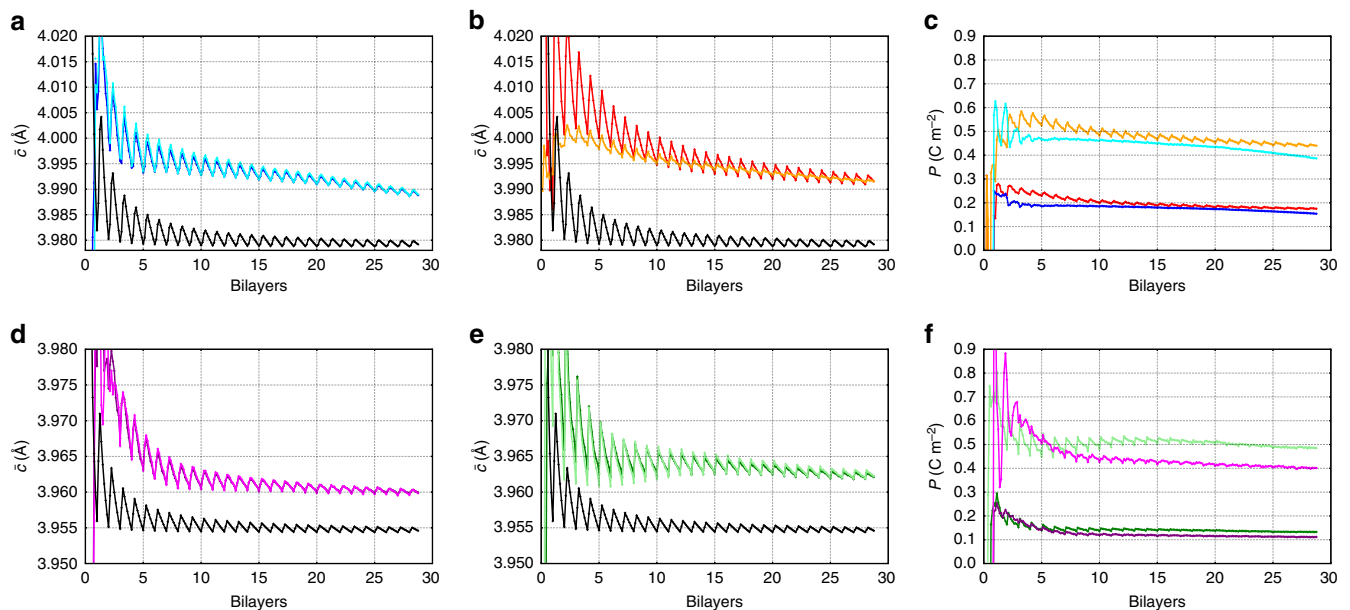 a
4.020
4.015
4.010
4.005
4.000
3.995
3.990
3.985
3.980
c̄ (Å)
0 5 10 15 20 25 30
Bilayers
b
4.020
4.015
4.010
4.005
4.000
3.995
3.990
3.985
3.980
c̄ (Å)
0 5 10 15 20 25 30
Bilayers
c
0.9
0.8
0.7
0.6
0.5
0.4
0.3
0.2
0.1
0.0
P (C m⁻²)
0 5 10 15 20 25 30
Bilayers
d
3.980
3.975
3.970
3.965
3.960
3.955
3.950
c̄ (Å)
0 5 10 15 20 25 30
Bilayers
e
3.980
3.975
3.970
3.965
3.960
3.955
3.950
c̄ (Å)
0 5 10 15 20 25 30
Bilayers
f
0.9
0.8
0.7
0.6
0.5
0.4
0.3
0.2
0.1
0.0
P (C m⁻²)
0 5 10 15 20 25 30
Bilayers